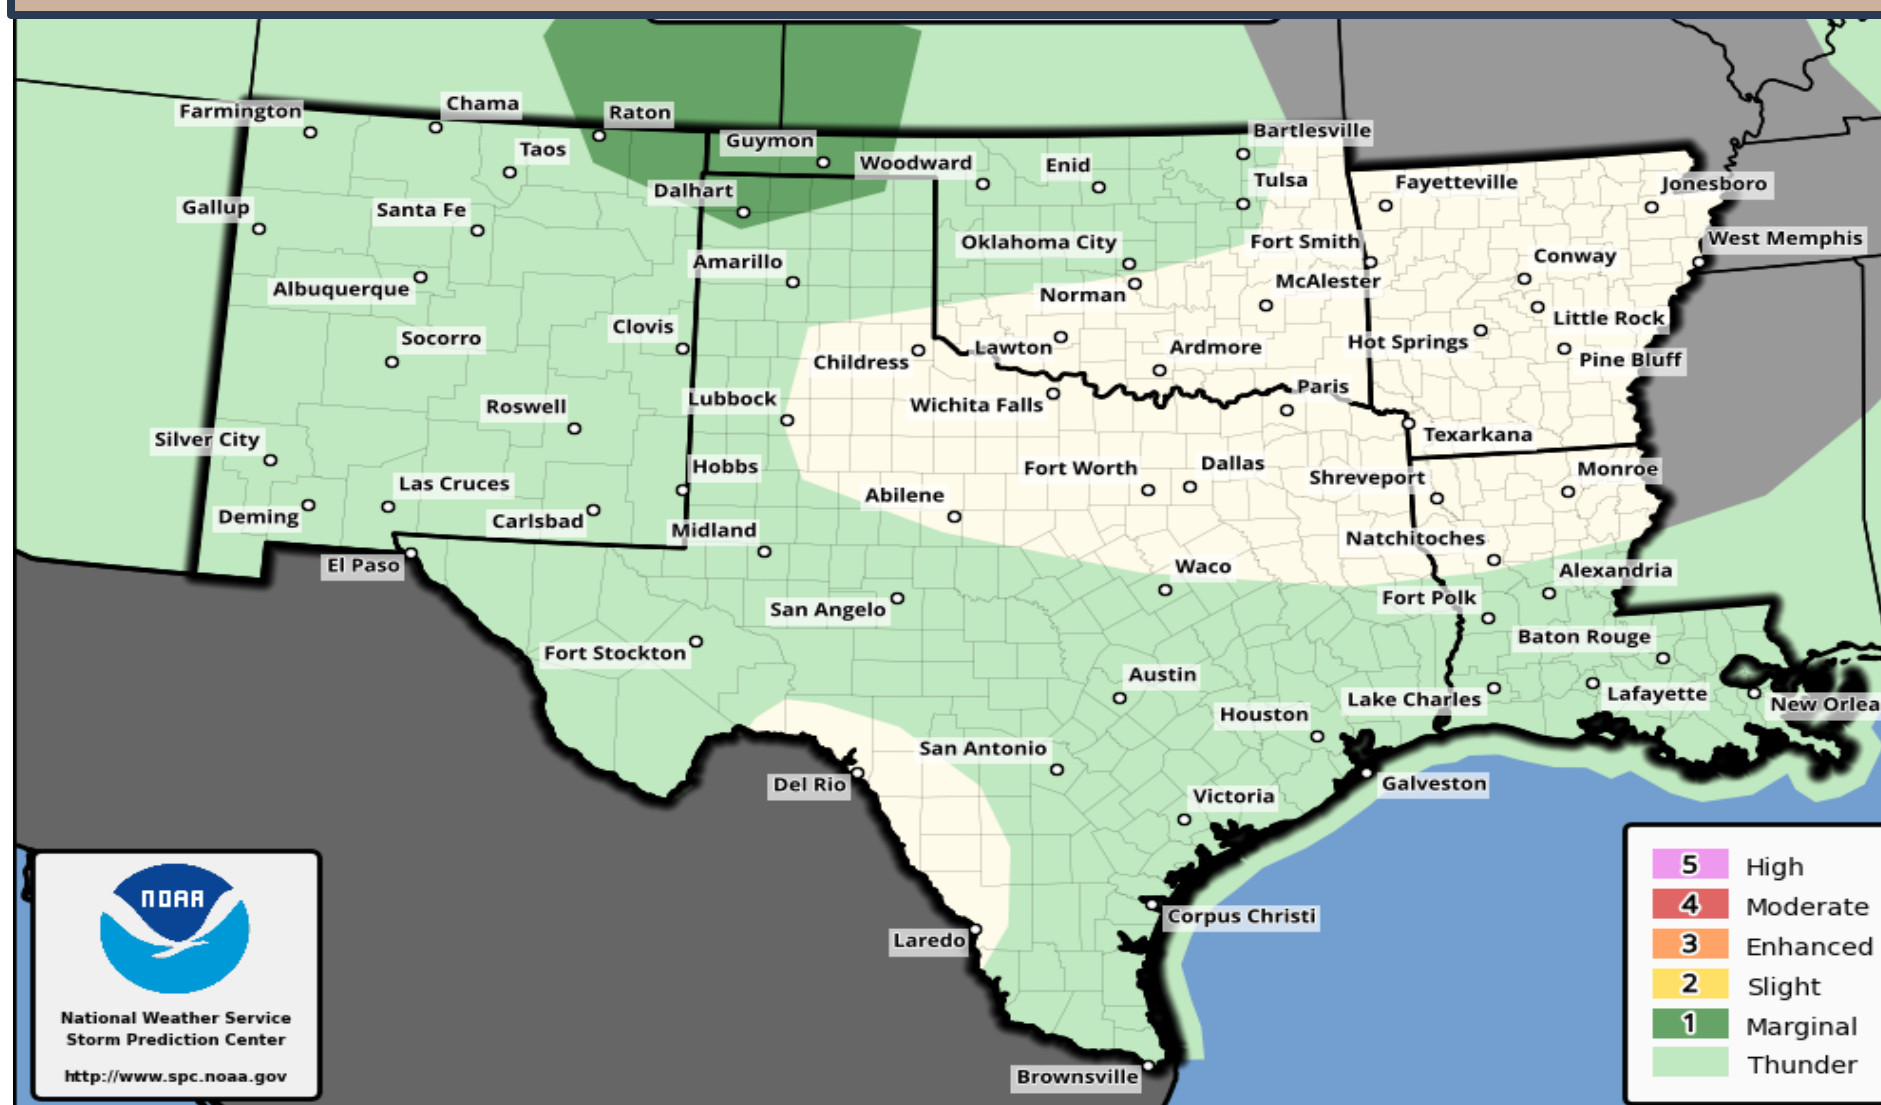 Farmington
Chama
Raton
Taos
Guymon
Woodward
Enid
Bartlesville
Tulsa
Fayetteville
Jonesboro
Dalhart
Gallup
Santa Fe
Oklahoma City
Fort Smith
West Memphis
Amarillo
Conway
Albuquerque
Norman
McAlester
Little Rock
Clovis
Socorro
Childress
Lawton
Ardmore
Hot Springs
Pine Bluff
Paris
Lubbock
Roswell
Wichita Falls
Texarkana
Silver City
Hobbs
Fort Worth
Dallas
Shreveport
Monroe
Las Cruces
Abilene
Deming
Carlsbad
Midland
Natchitoches
El Paso
Waco
Alexandria
San Angelo
Fort Polk
Fort Stockton
Baton Rouge
Austin
Lake Charles
Lafayette
New Orlea
Houston
San Antonio
Del Rio
Galveston
Victoria
Corpus Christi
Laredo
Brownsville
NOAA
National Weather Service
Storm Prediction Center
http://www.spc.noaa.gov
5 High
4 Moderate
3 Enhanced
2 Slight
1 Marginal
Thunder